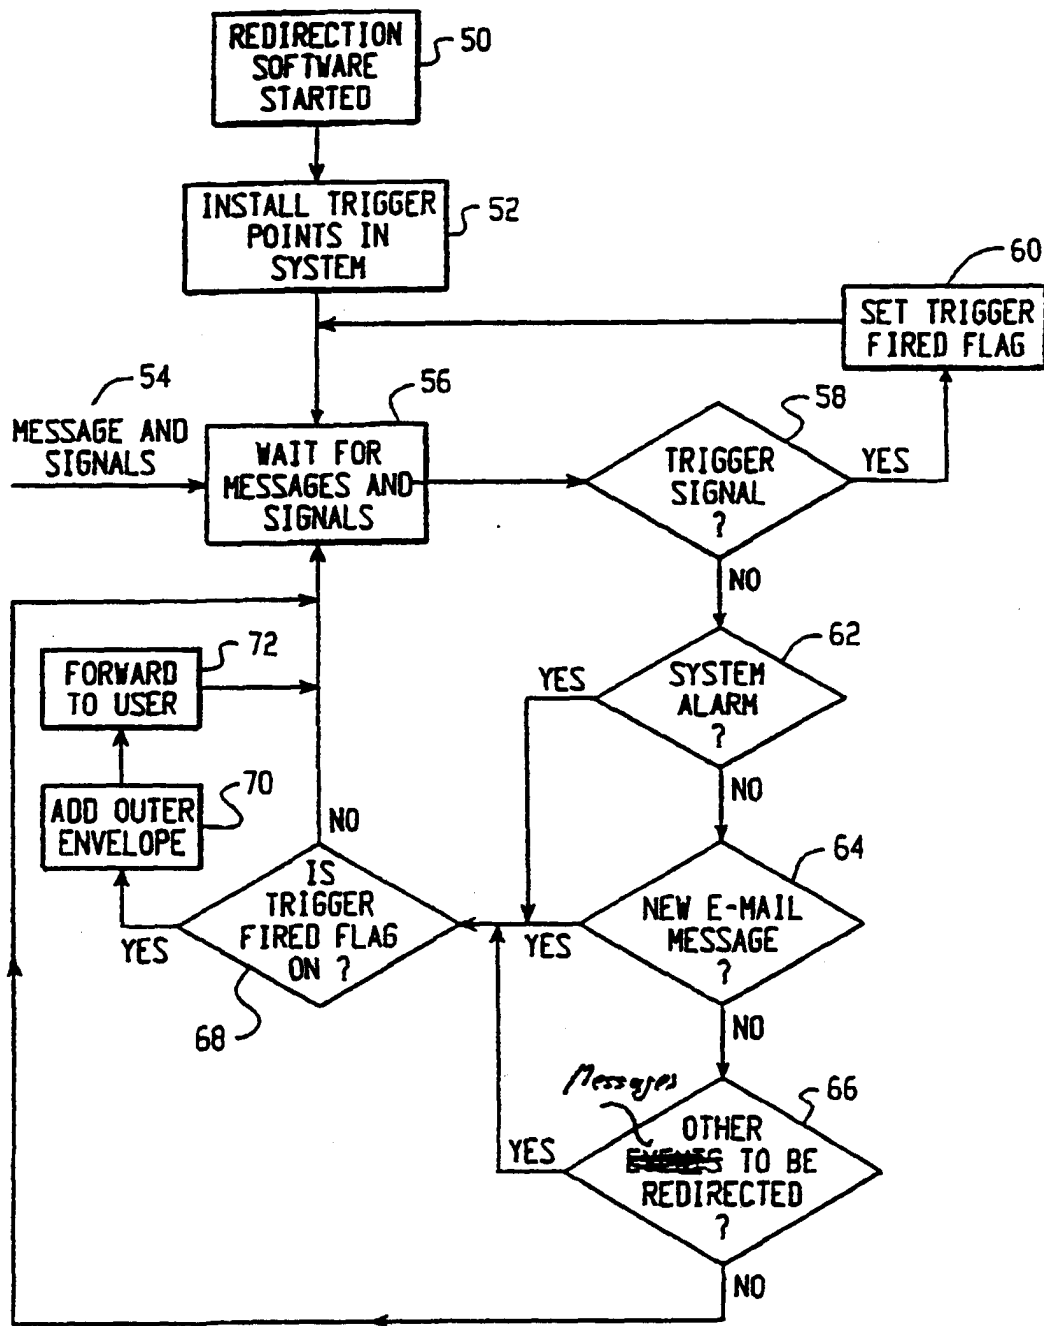 REDIRECTION
SOFTWARE
STARTED
50
INSTALL TRIGGER
POINTS IN
SYSTEM
52
60
SET TRIGGER
FIRED FLAG
54
MESSAGE AND
SIGNALS
56
WAIT FOR
MESSAGES AND
SIGNALS
58
TRIGGER
SIGNAL
?
YES
NO
62
SYSTEM
ALARM
?
YES
NO
72
FORWARD
TO USER
70
ADD OUTER
ENVELOPE
NO
64
NEW E-MAIL
MESSAGE
?
YES
NO
IS
TRIGGER
FIRED FLAG
ON ?
YES
68
Messages
66
OTHER
EVENTS TO BE
REDIRECTED
?
YES
NO